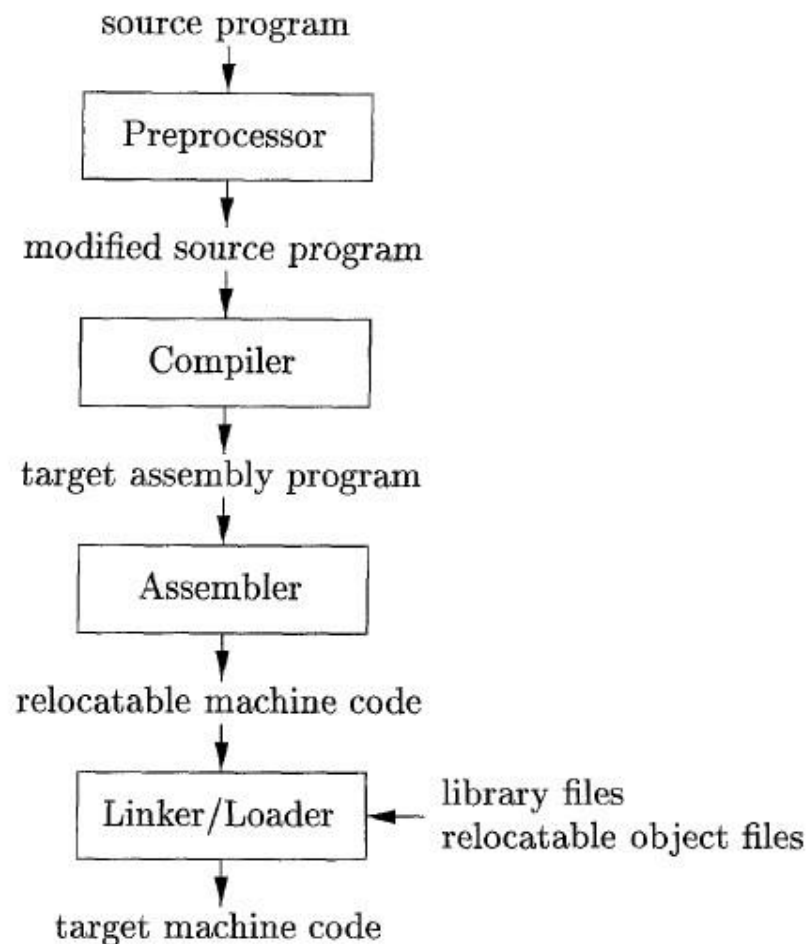 source program
Preprocessor
modified source program
Compiler
target assembly program
Assembler
relocatable machine code
Linker/Loader
library files
relocatable object files
target machine code